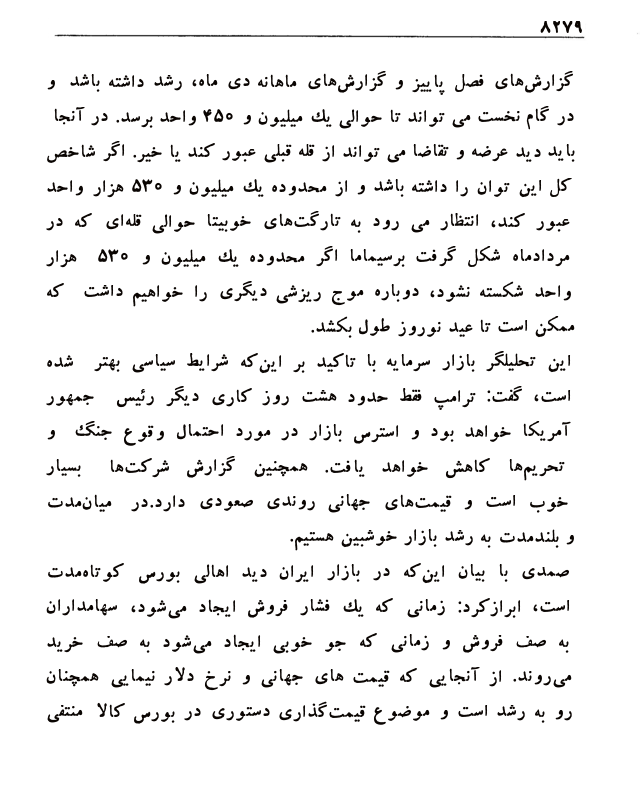 ۸۲۷۹
گزارش‌های فصل پاییز و گزارش‌های ماهانه دی ماه، رشد داشته باشد و
در گام نخست می تواند تا حوالی یك میلیون و ۴۵۰ واحد برسد. در آنجا
باید دید عرضه و تقاضا می تواند از قله قبلی عبور کند یا خیر. اگر شاخص
کل این توان را داشته باشد و از محدوده یك میلیون و ۵۳۰ هزار واحد
عبور کند، انتظار می رود به تارگت‌های خوبیتا حوالی قله‌ای که در
مردادماه شکل گرفت برسیماما اگر محدوده یك میلیون و ۵۳۰ هزار
واحد شکسته نشود، دوباره موج ریزشی دیگری را خواهیم داشت که
ممکن است تا عید نوروز طول بکشد.
این تحلیلگر بازار سرمایه با تاکید بر این‌که شرایط سیاسی بهتر شده
است، گفت: ترامپ فقط حدود هشت روز کاری دیگر رئیس جمهور
آمریکا خواهد بود و استرس بازار در مورد احتمال وقوع جنگ و
تحریم‌ها کاهش خواهد یافت. همچنین گزارش شرکت‌ها بسیار
خوب است و قیمت‌های جهانی روندی صعودی دارد.در میان‌مدت
و بلندمدت به رشد بازار خوشبین هستیم.
صمدی با بیان این‌که در بازار ایران دید اهالی بورس کوتاه‌مدت
است، ابرازکرد: زمانی که یك فشار فروش ایجاد می‌شود، سهامداران
به صف فروش و زمانی که جو خوبی ایجاد می‌شود به صف خرید
می‌روند. از آنجایی که قیمت های جهانی و نرخ دلار نیمایی همچنان
رو به رشد است و موضوع قیمت‌گذاری دستوری در بورس کالا منتفی